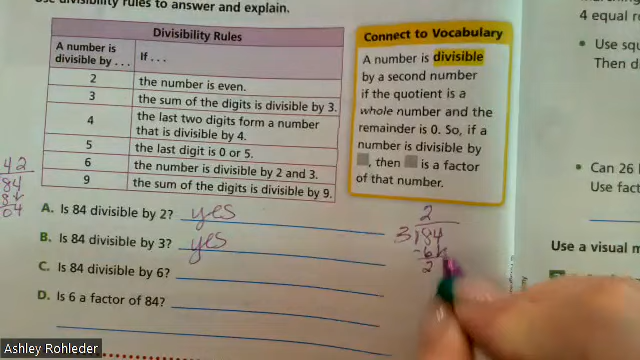 Use divisibility rules to answer and explain.
Divisibility Rules
A number is
divisible by . . .
If . . .
2
the number is even.
3
the sum of the digits is divisible by 3.
4
the last two digits form a number
that is divisible by 4.
5
the last digit is 0 or 5.
6
the number is divisible by 2 and 3.
9
the sum of the digits is divisible by 9.
Connect to Vocabulary
A number is divisible
by a second number
if the quotient is a
whole number and the
remainder is 0. So, if a
number is divisible by
, then is a factor
of that number.
4 equal
• Use
Then
• Can 26
Use
Use a visual
42
84
8
04
A. Is 84 divisible by 2? yes
B. Is 84 divisible by 3? yes
C. Is 84 divisible by 6?
D. Is 6 a factor of 84?
2
3 84
-6
2
Ashley Rohleder